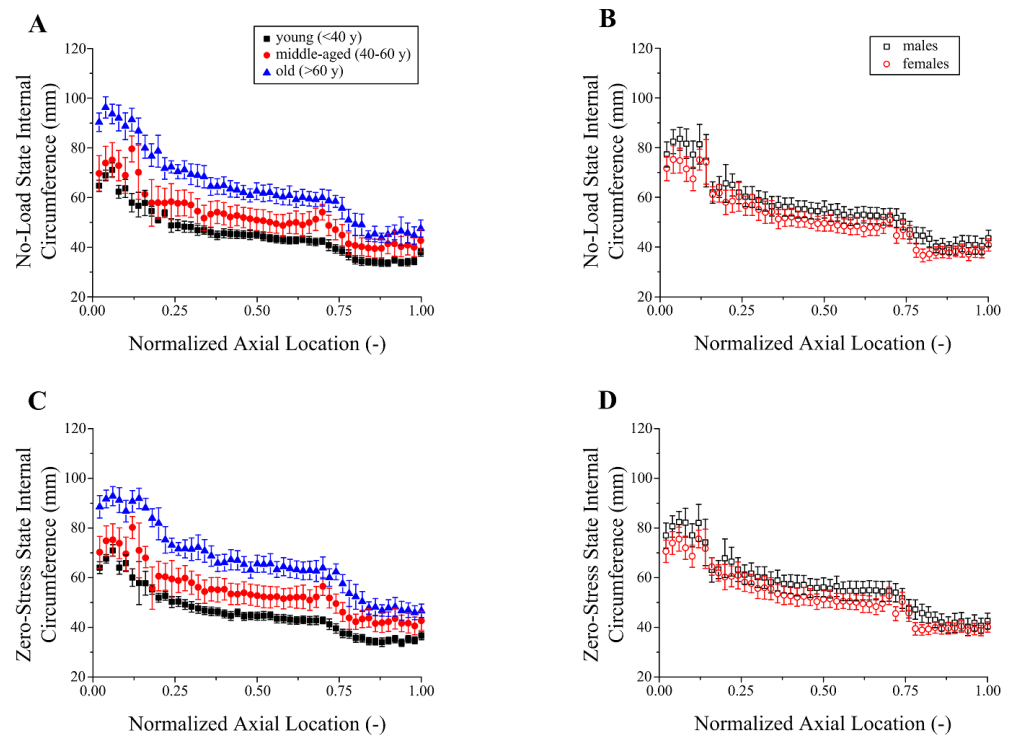 A
young (<40 y)
middle-aged (40-60 y)
old (>60 y)
No-Load State Internal
Circumference (mm)
120
100
80
60
40
20
0.00
0.25
0.50
0.75
1.00
Normalized Axial Location (-)
B
males
females
No-Load State Internal
Circumference (mm)
120
100
80
60
40
20
0.00
0.25
0.50
0.75
1.00
Normalized Axial Location (-)
C
Zero-Stress State Internal
Circumference (mm)
120
100
80
60
40
20
0.00
0.25
0.50
0.75
1.00
Normalized Axial Location (-)
D
Zero-Stress State Internal
Circumference (mm)
120
100
80
60
40
20
0.00
0.25
0.50
0.75
1.00
Normalized Axial Location (-)